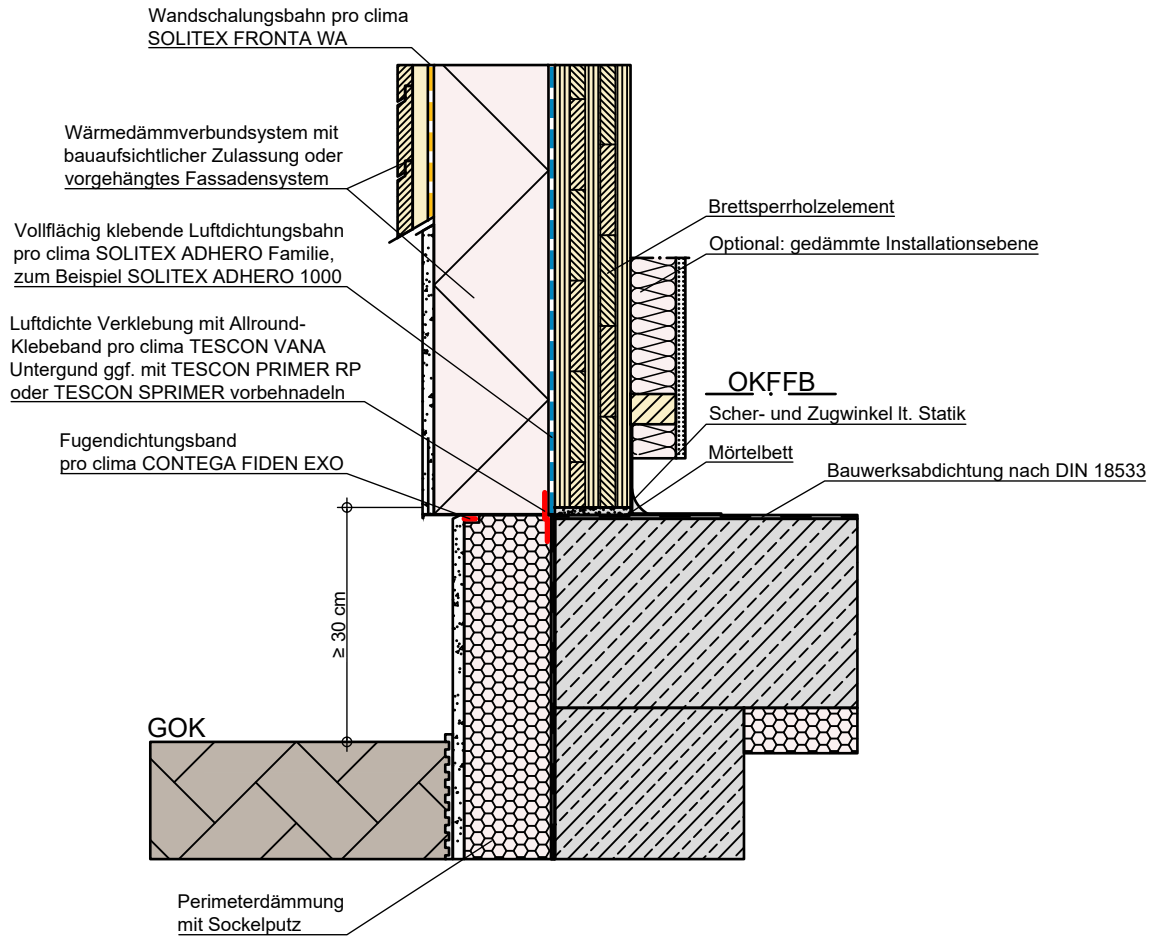 Wandschalungsbahn pro clima
SOLITEX FRONTA WA
Wärmedämmverbundsystem mit
bauaufsichtlicher Zulassung oder
vorgehängtes Fassadensystem
Vollflächig klebende Luftdichtungsbahn
pro clima SOLITEX ADHERO Familie,
zum Beispiel SOLITEX ADHERO 1000
Luftdichte Verklebung mit Allround-
Klebeband pro clima TESCON VANA
Untergund ggf. mit TESCON PRIMER RP
oder TESCON SPRIMER vorbehnadeln
Fugendichtungsband
pro clima CONTEGA FIDEN EXO
Brettsperrholzelement
Optional: gedämmte Installationsebene
OKFFB
Scher- und Zugwinkel lt. Statik
Mörtelbett
Bauwerksabdichtung nach DIN 18533
≥ 30 cm
GOK
Perimeterdämmung
mit Sockelputz